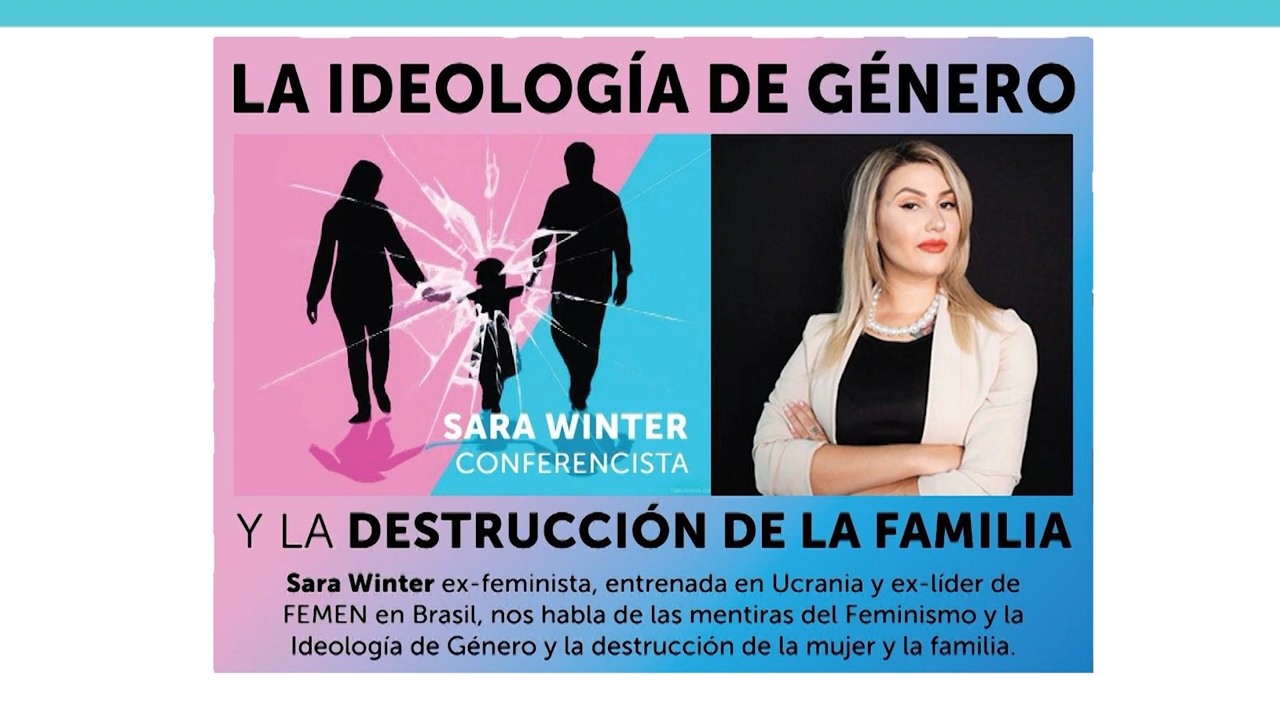 LA IDEOLOGÍA DE GÉNERO
SARA WINTER
CONFERENCISTA
Y LA DESTRUCCIÓN DE LA FAMILIA
Sara Winter ex-feminista, entrenada en Ucrania y ex-líder de
FEMEN en Brasil, nos habla de las mentiras del Feminismo y la
Ideología de Género y la destrucción de la mujer y la familia.